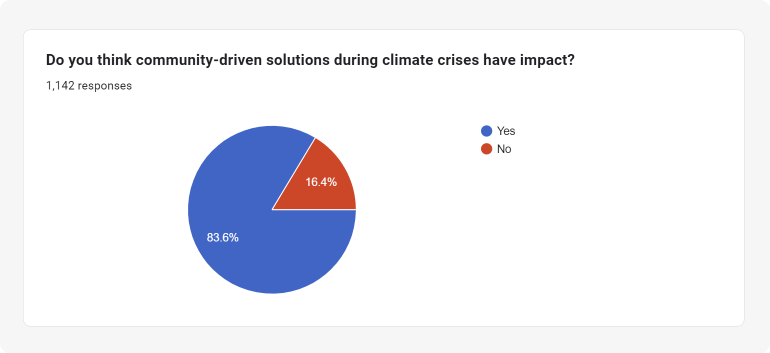 Do you think community-driven solutions during climate crises have impact?
1,142 responses
Yes
No
16.4%
83.6%